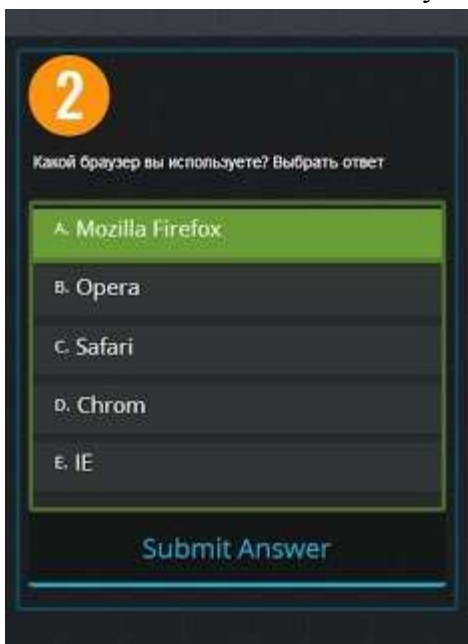 2
Какой браузер вы используете? Выбрать ответ
A. Mozilla Firefox
B. Opera
C. Safari
D. Chrom
E. IE
Submit Answer